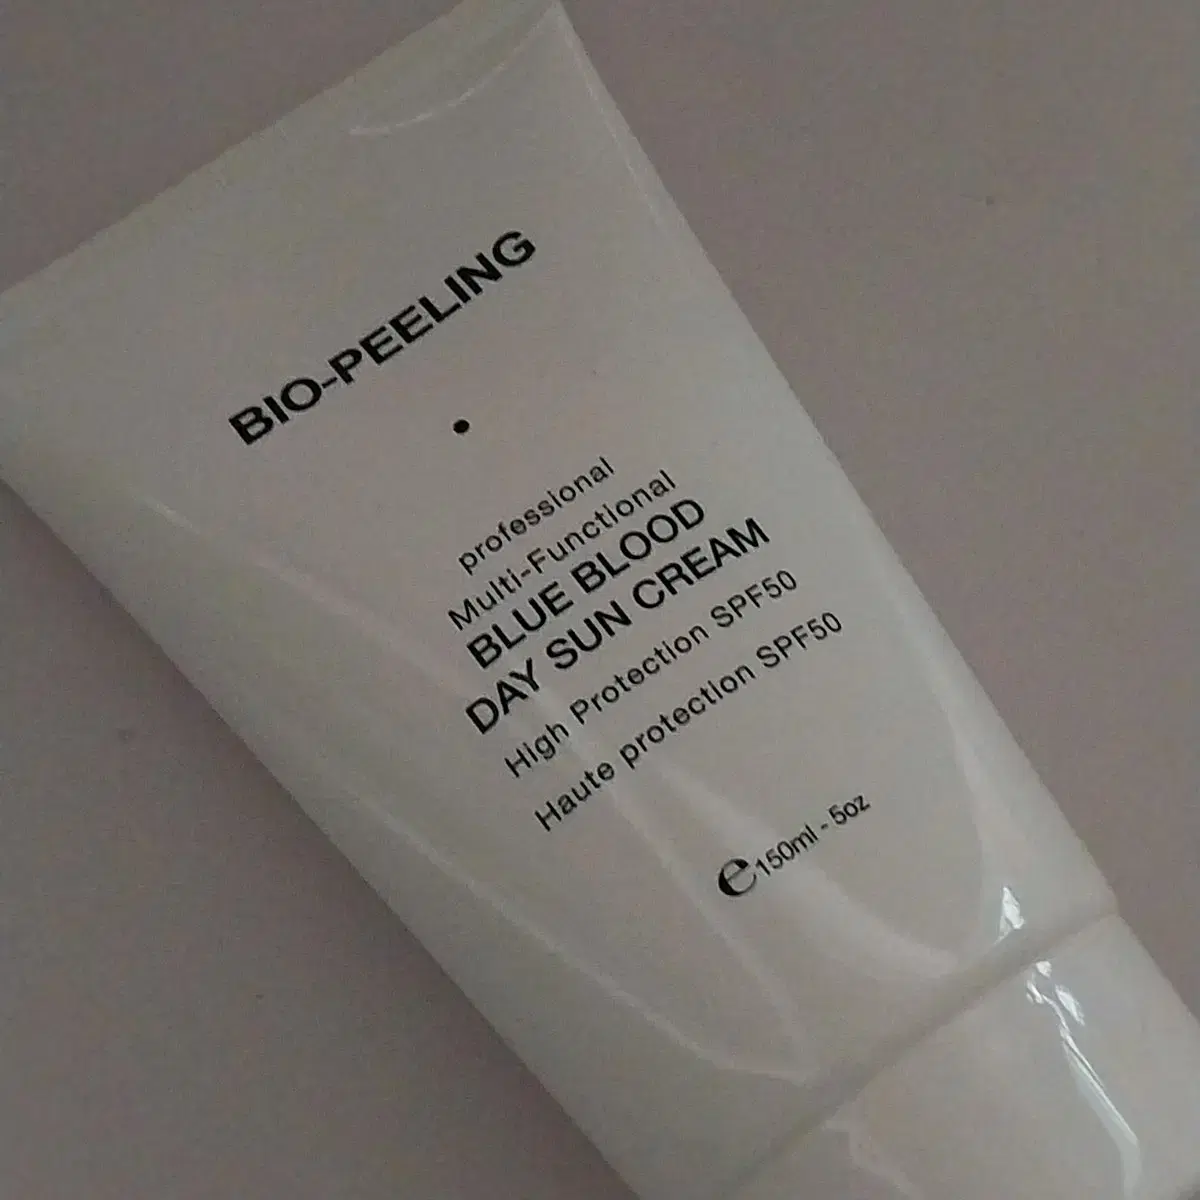 BIO-PEELING
•
professional
Multi-Functional
BLUE BLOOD
DAY SUN CREAM
High Protection SPF50
Haute protection SPF50
℮150ml - 5oz